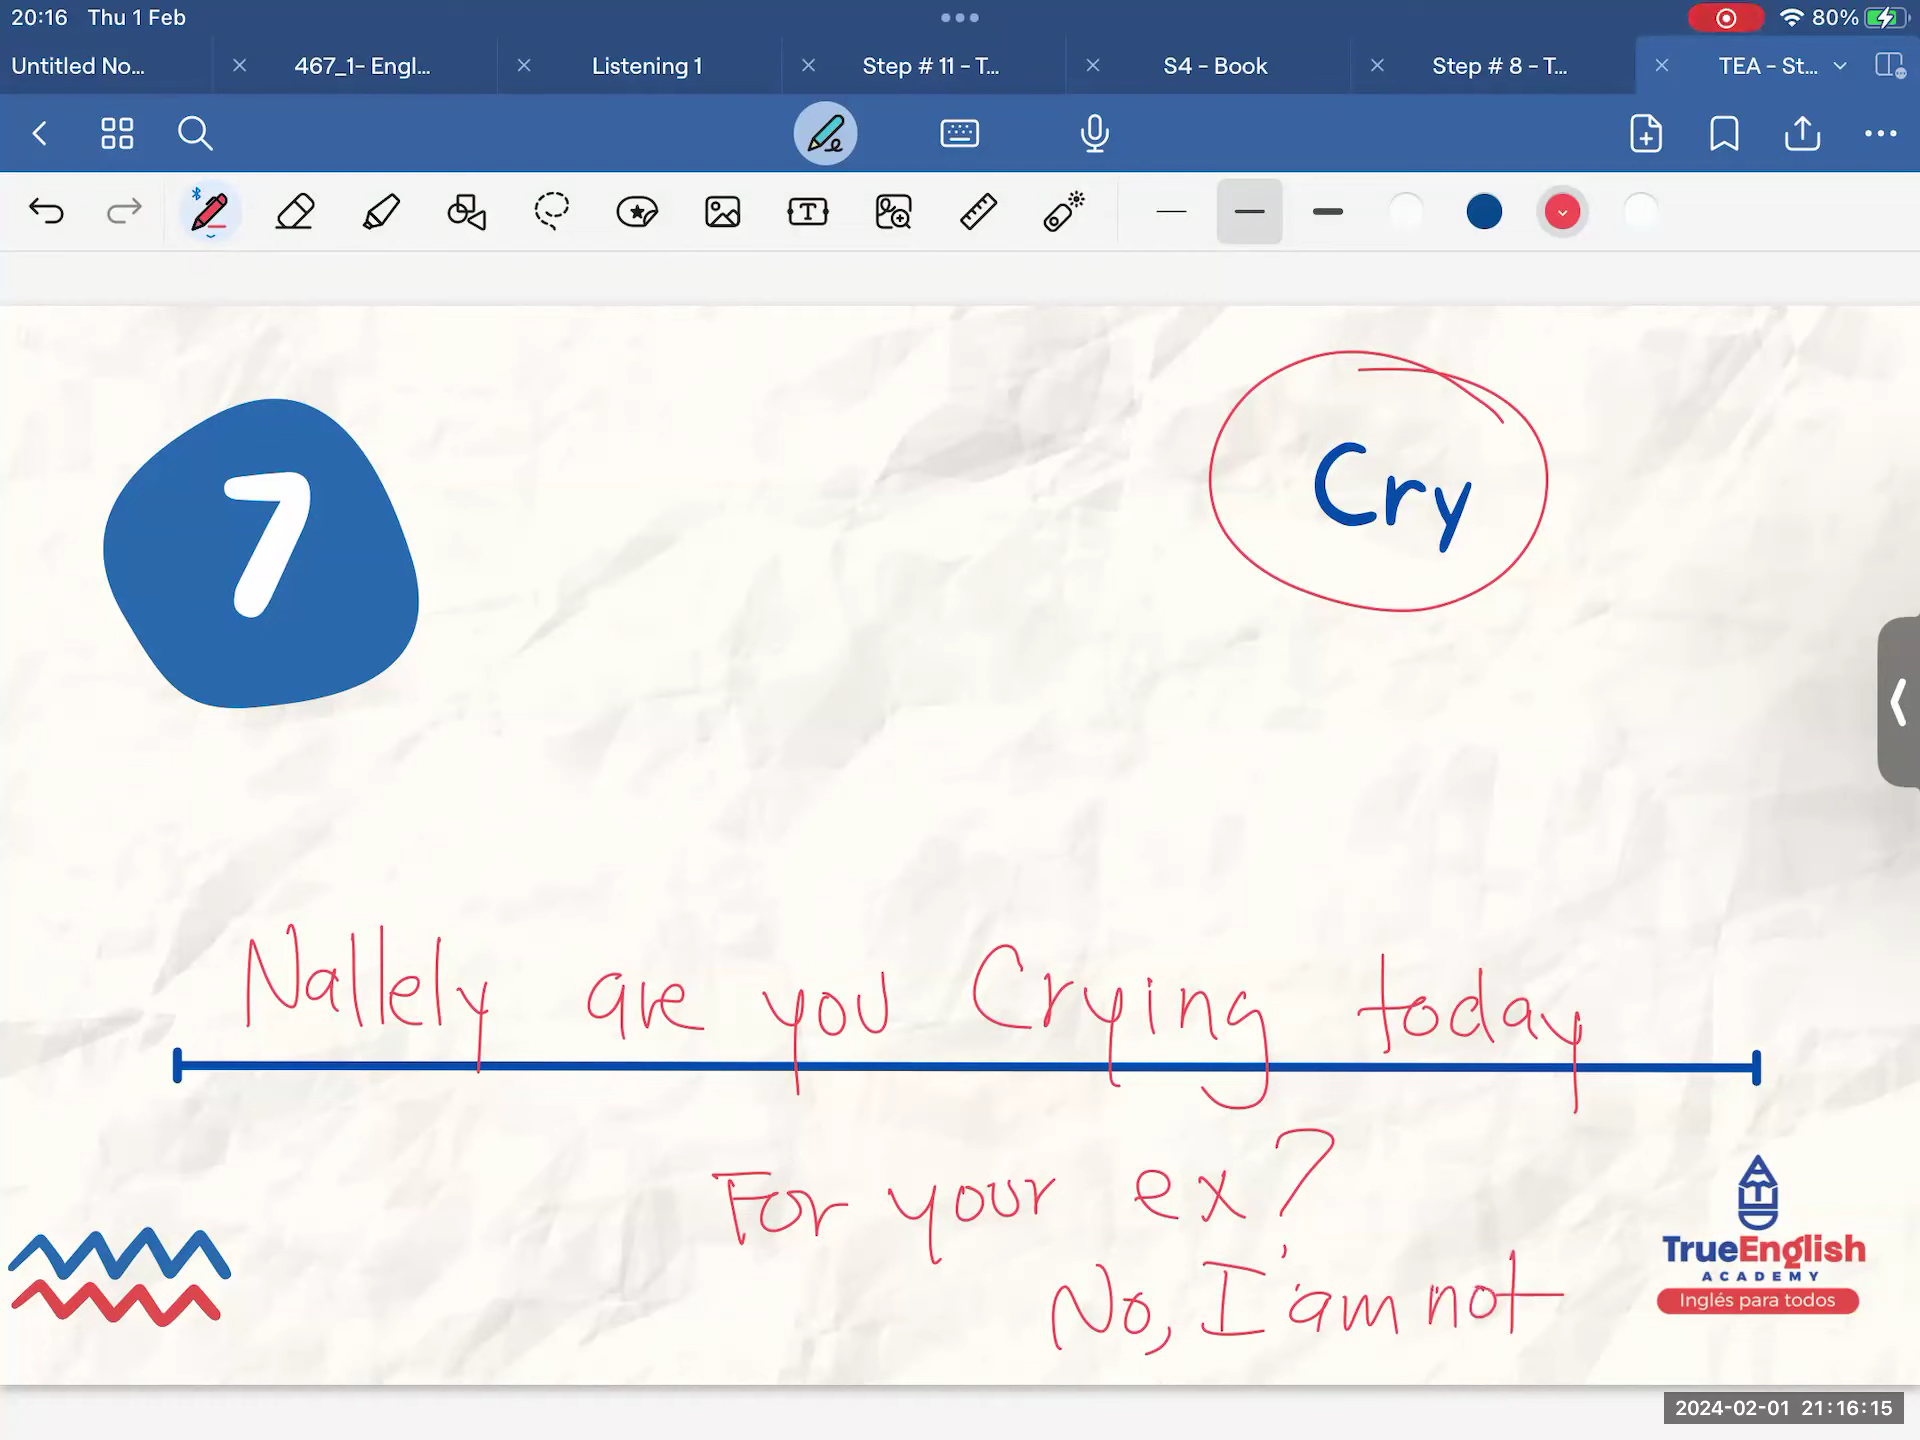 20:16 Thu 1 Feb 80%
Untitled No... 467_1- Engl... Listening 1 Step # 11 - T... S4 - Book Step # 8 - T... TEA - St...
7
Cry
Nallely are you Crying today
For your ex?
No, I'am not
TrueEnglish
ACADEMY
Inglés para todos
2024-02-01 21:16:15